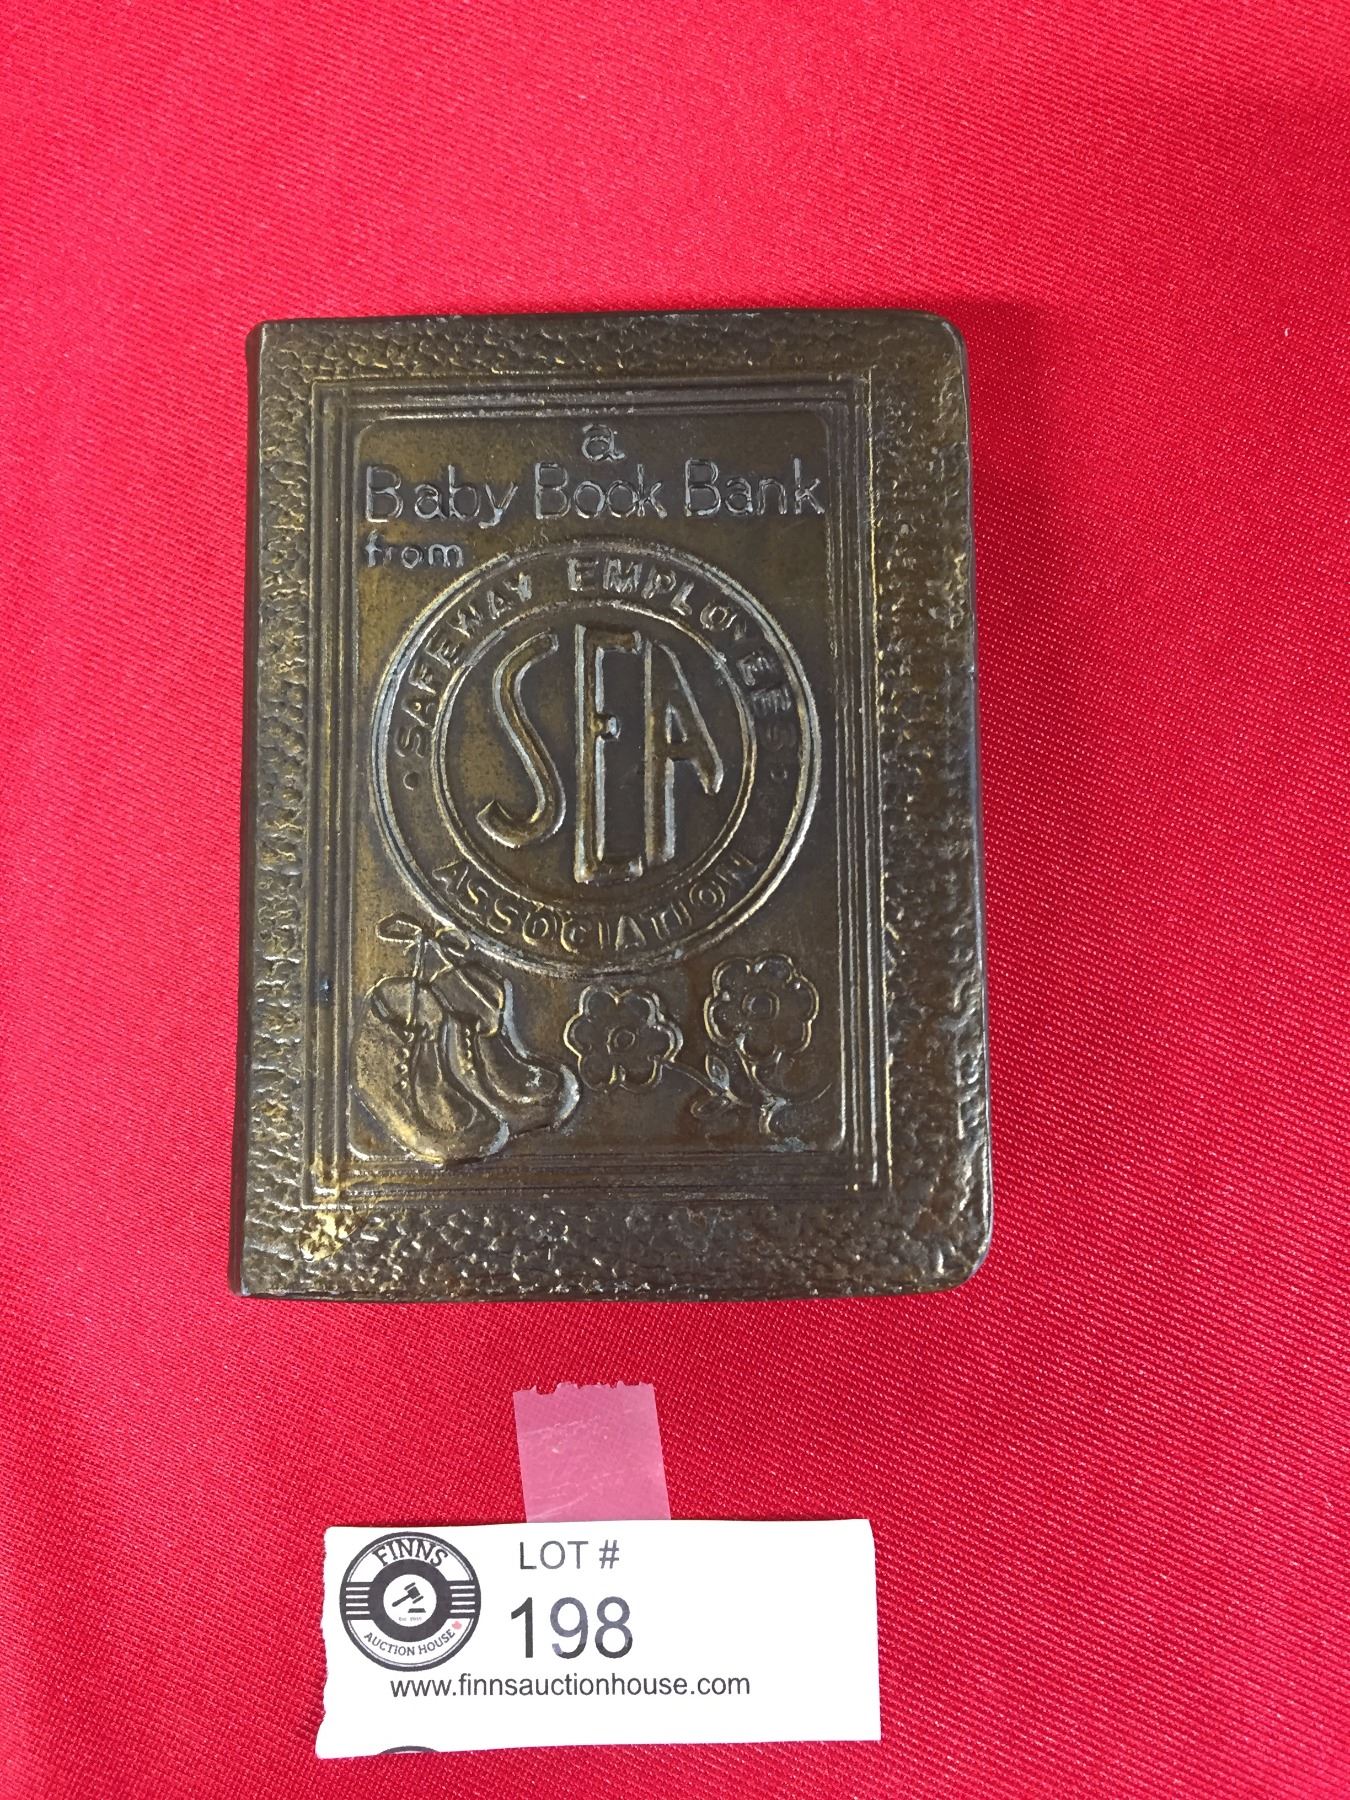 a
Baby Book Bank
from
SAFEWAY EMPLOYEES
SEA
ASSOCIATION
FINNS
AUCTION HOUSE
LOT #
198
www.finnsauctionhouse.com